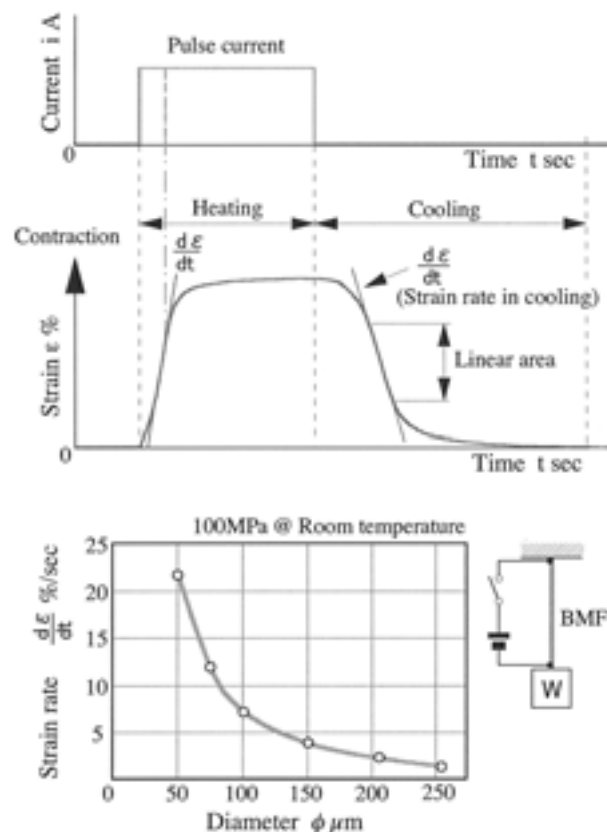 Current i A
Pulse current
0
Time t sec
Heating
Cooling
Contraction
dε
dt
dε
dt
(Strain rate in cooling)
Strain ε %
Linear area
0
Time t sec
100MPa @ Room temperature
Strain rate dε/dt %/sec
25
20
15
10
5
0
50
100
150
200
250
Diameter ϕ μm
BMF
W